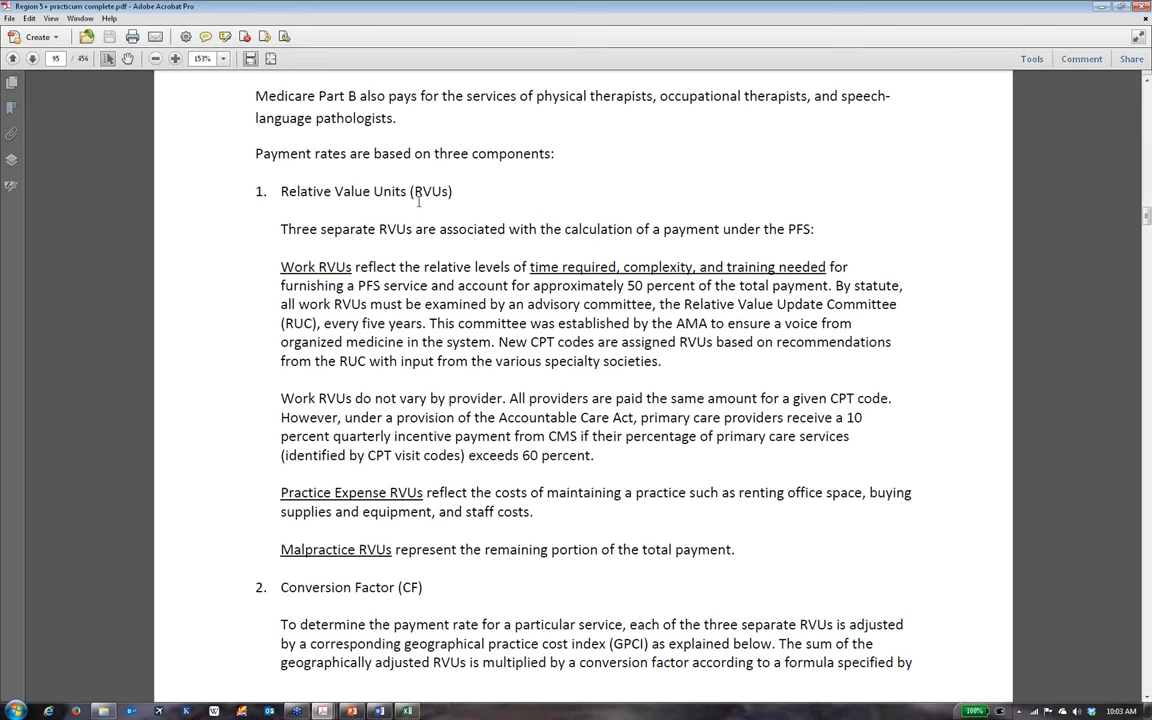 Region 5+ practicum complete.pdf - Adobe Acrobat Pro
File Edit View Window Help
Create
95 / 456 153% Tools Comment Share
Medicare Part B also pays for the services of physical therapists, occupational therapists, and speech-
language pathologists.
Payment rates are based on three components:
1. Relative Value Units (RVUs)
Three separate RVUs are associated with the calculation of a payment under the PFS:
Work RVUs reflect the relative levels of time required, complexity, and training needed for
furnishing a PFS service and account for approximately 50 percent of the total payment. By statute,
all work RVUs must be examined by an advisory committee, the Relative Value Update Committee
(RUC), every five years. This committee was established by the AMA to ensure a voice from
organized medicine in the system. New CPT codes are assigned RVUs based on recommendations
from the RUC with input from the various specialty societies.
Work RVUs do not vary by provider. All providers are paid the same amount for a given CPT code.
However, under a provision of the Accountable Care Act, primary care providers receive a 10
percent quarterly incentive payment from CMS if their percentage of primary care services
(identified by CPT visit codes) exceeds 60 percent.
Practice Expense RVUs reflect the costs of maintaining a practice such as renting office space, buying
supplies and equipment, and staff costs.
Malpractice RVUs represent the remaining portion of the total payment.
2. Conversion Factor (CF)
To determine the payment rate for a particular service, each of the three separate RVUs is adjusted
by a corresponding geographical practice cost index (GPCI) as explained below. The sum of the
geographically adjusted RVUs is multiplied by a conversion factor according to a formula specified by
100% 10:03 AM